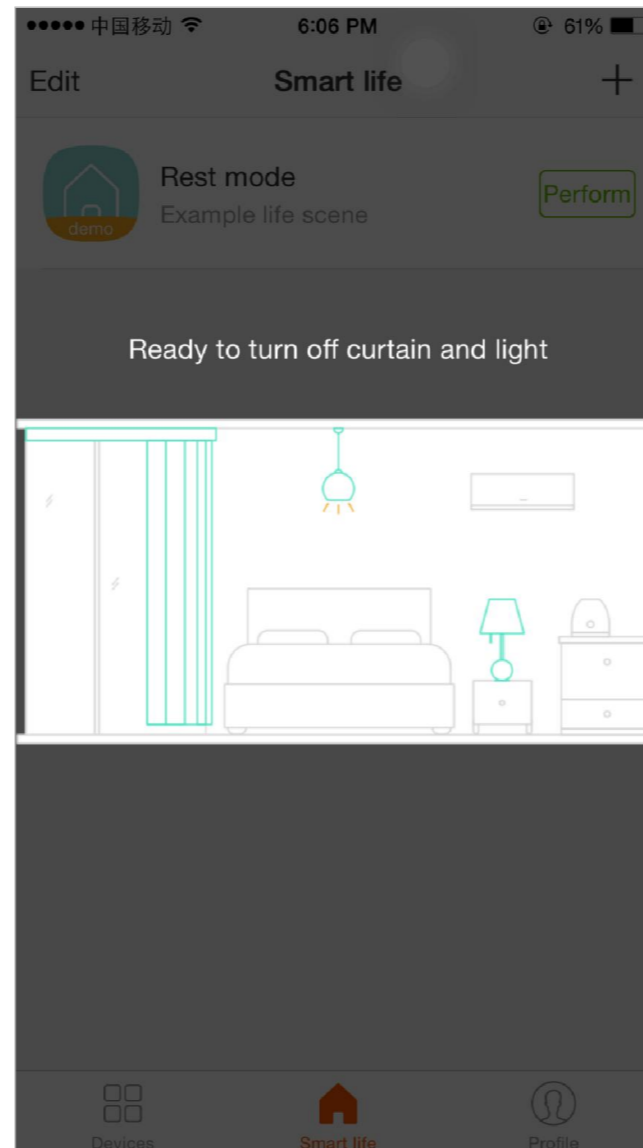 中国移动 6:06 PM 61%
Edit Smart life +
Rest mode
Example life scene
Perform
demo
Ready to turn off curtain and light
Devices Smart life Profile